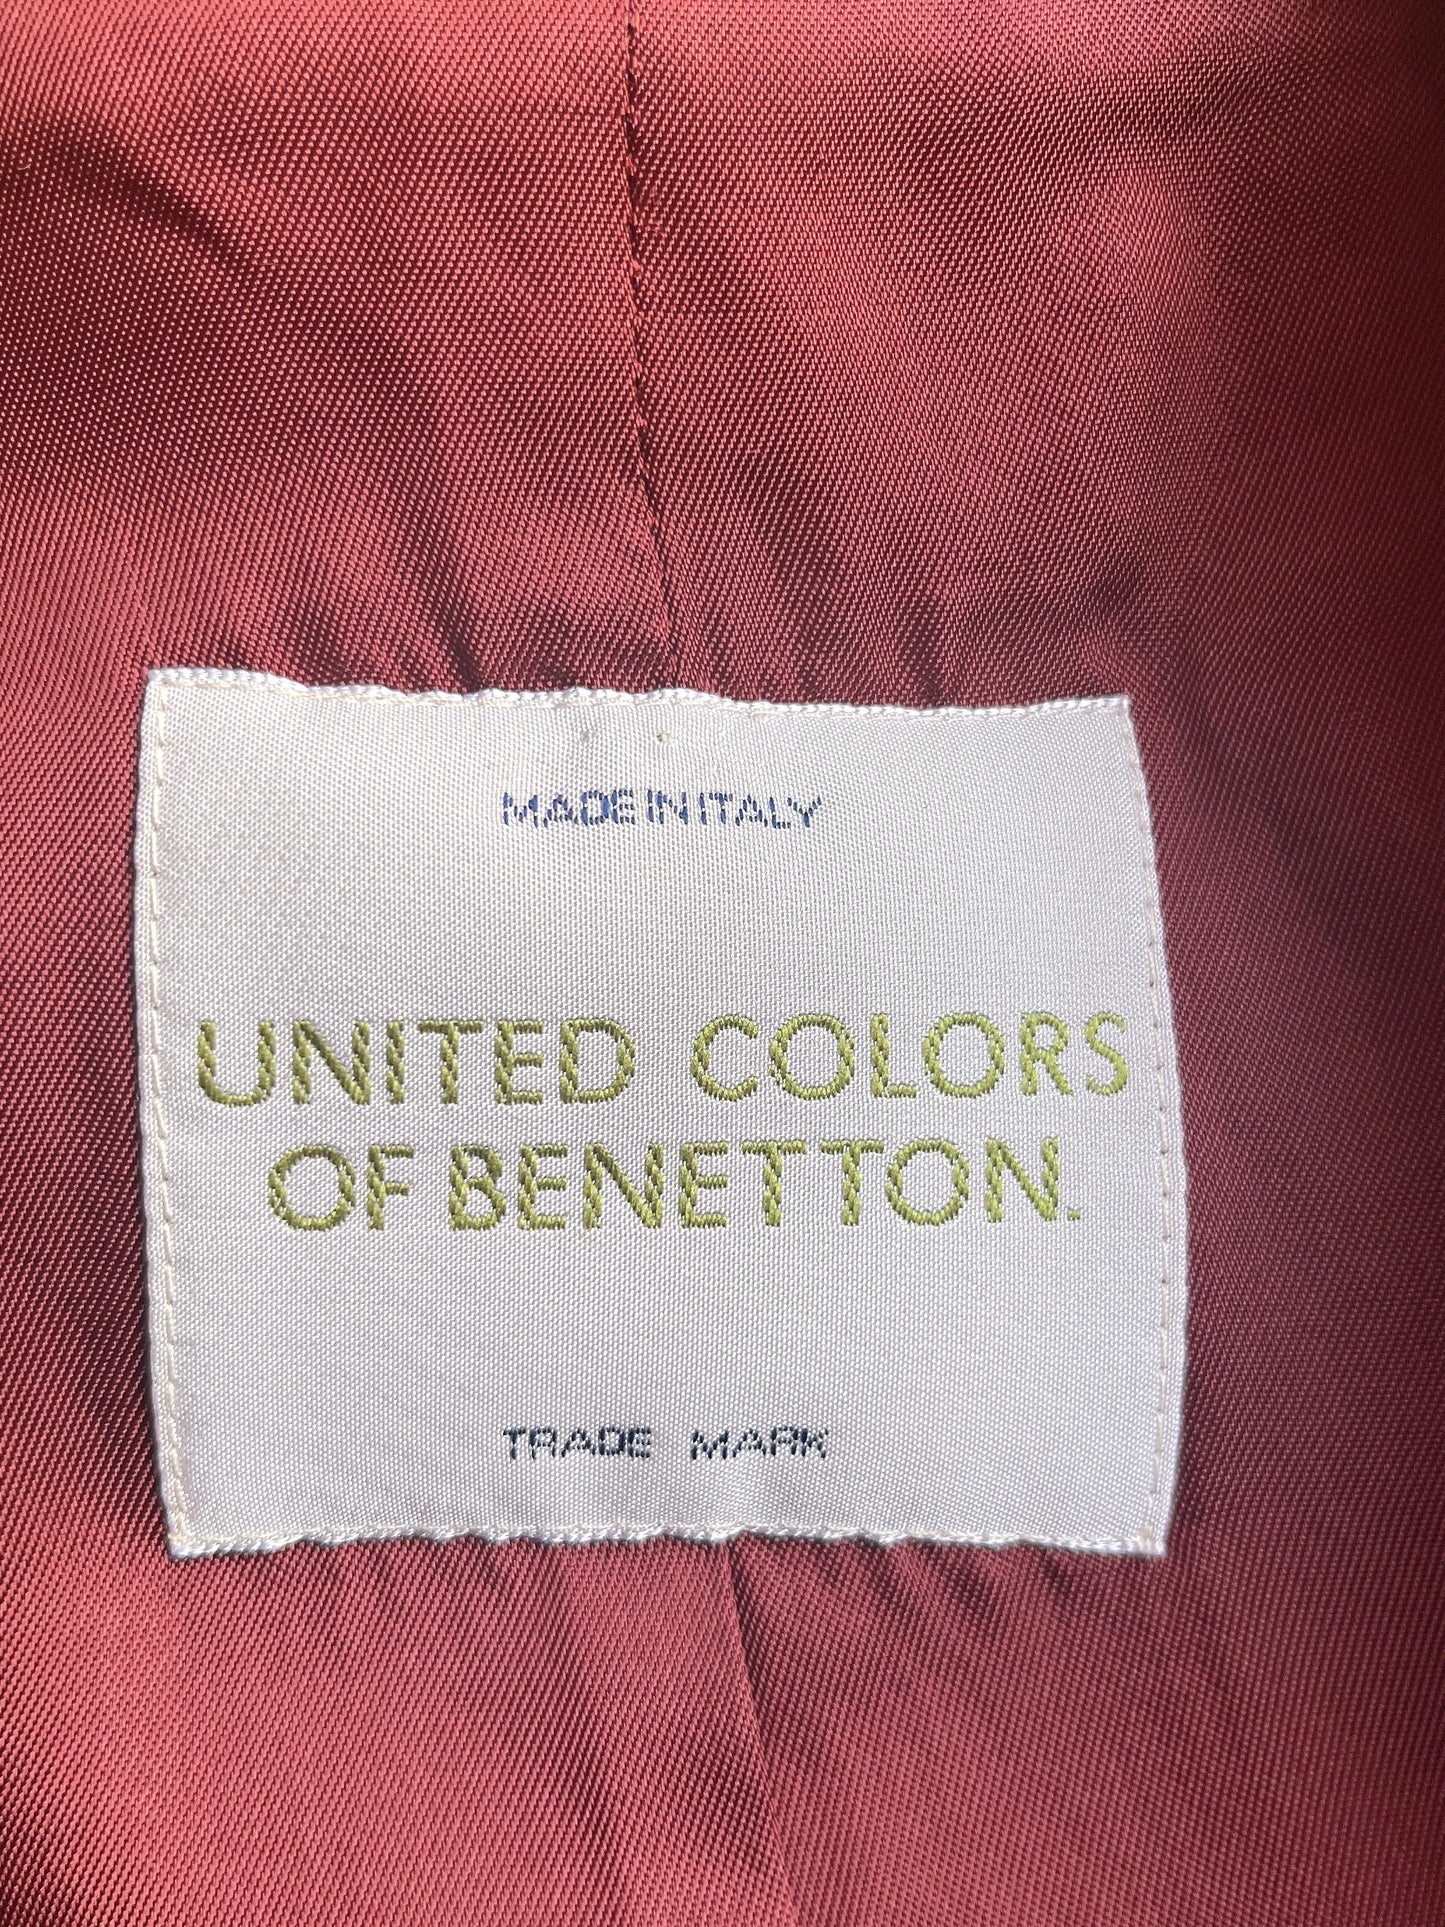 MADE IN ITALY
UNITED COLORS
OF BENETTON.
TRADE MARK